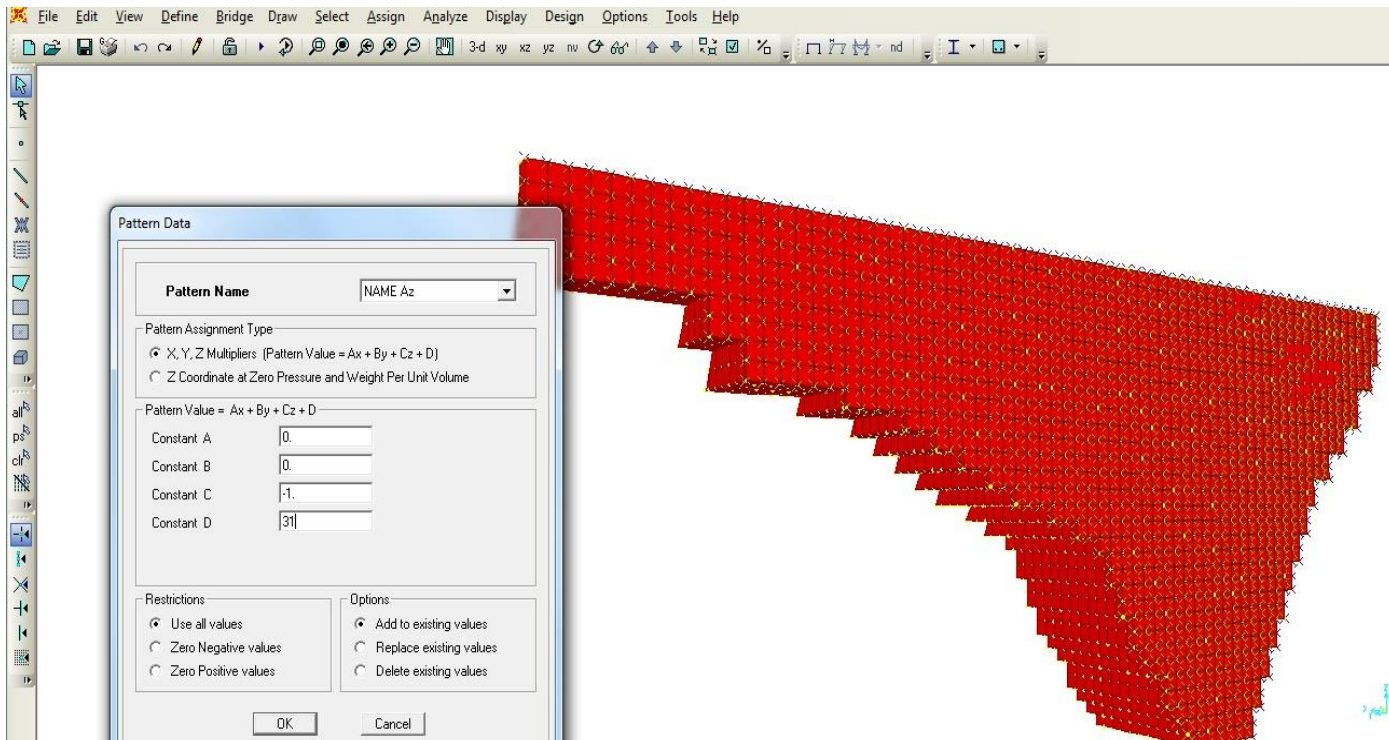 File Edit View Define Bridge Draw Select Assign Analyze Display Design Options Tools Help
3-d xy xz yz nv nd
Pattern Data
Pattern Name NAME Az
Pattern Assignment Type
X, Y, Z Multipliers (Pattern Value = Ax + By + Cz + D)
Z Coordinate at Zero Pressure and Weight Per Unit Volume
Pattern Value = Ax + By + Cz + D
Constant A 0.
Constant B 0.
Constant C -1.
Constant D 31
Restrictions Options
Use all values Add to existing values
Zero Negative values Replace existing values
Zero Positive values Delete existing values
OK Cancel
all
ps
clr
Z